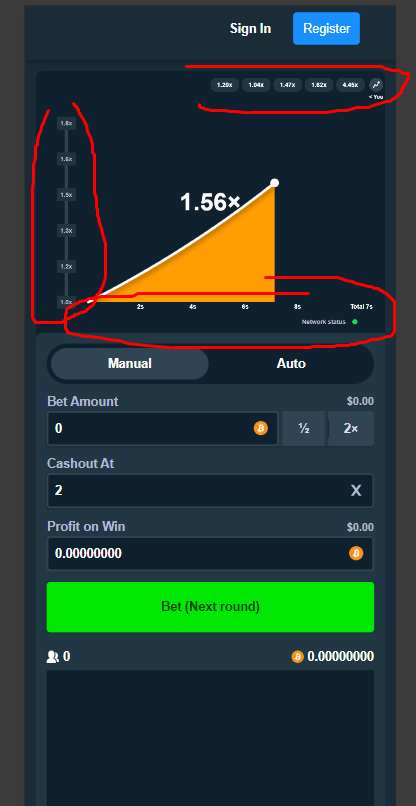 Sign In Register
1.20x 1.04x 1.47x 1.62x 4.45x
< You
1.8x
1.6x
1.5x
1.56×
1.3x
1.2x
1.0x
2s 4s 6s 8s Total 7s
Network status
Manual Auto
Bet Amount $0.00
0 ½ 2×
Cashout At
2 X
Profit on Win $0.00
0.00000000
Bet (Next round)
0 0.00000000